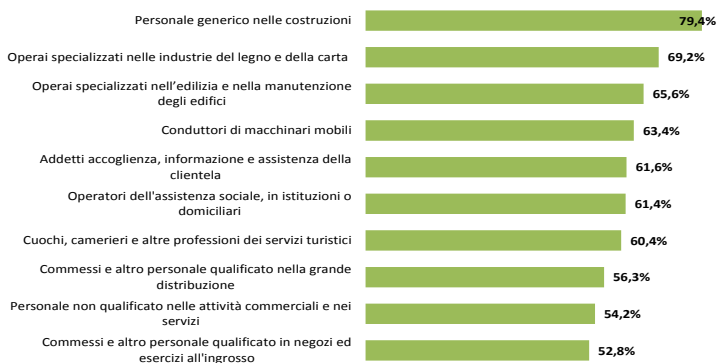 Personale generico nelle costruzioni
79,4%
Operai specializzati nelle industrie del legno e della carta
69,2%
Operai specializzati nell’edilizia e nella manutenzione
degli edifici
65,6%
Conduttori di macchinari mobili
63,4%
Addetti accoglienza, informazione e assistenza della
clientela
61,6%
Operatori dell'assistenza sociale, in istituzioni o
domiciliari
61,4%
Cuochi, camerieri e altre professioni dei servizi turistici
60,4%
Commessi e altro personale qualificato nella grande
distribuzione
56,3%
Personale non qualificato nelle attività commerciali e nei
servizi
54,2%
Commessi e altro personale qualificato in negozi ed
esercizi all'ingrosso
52,8%